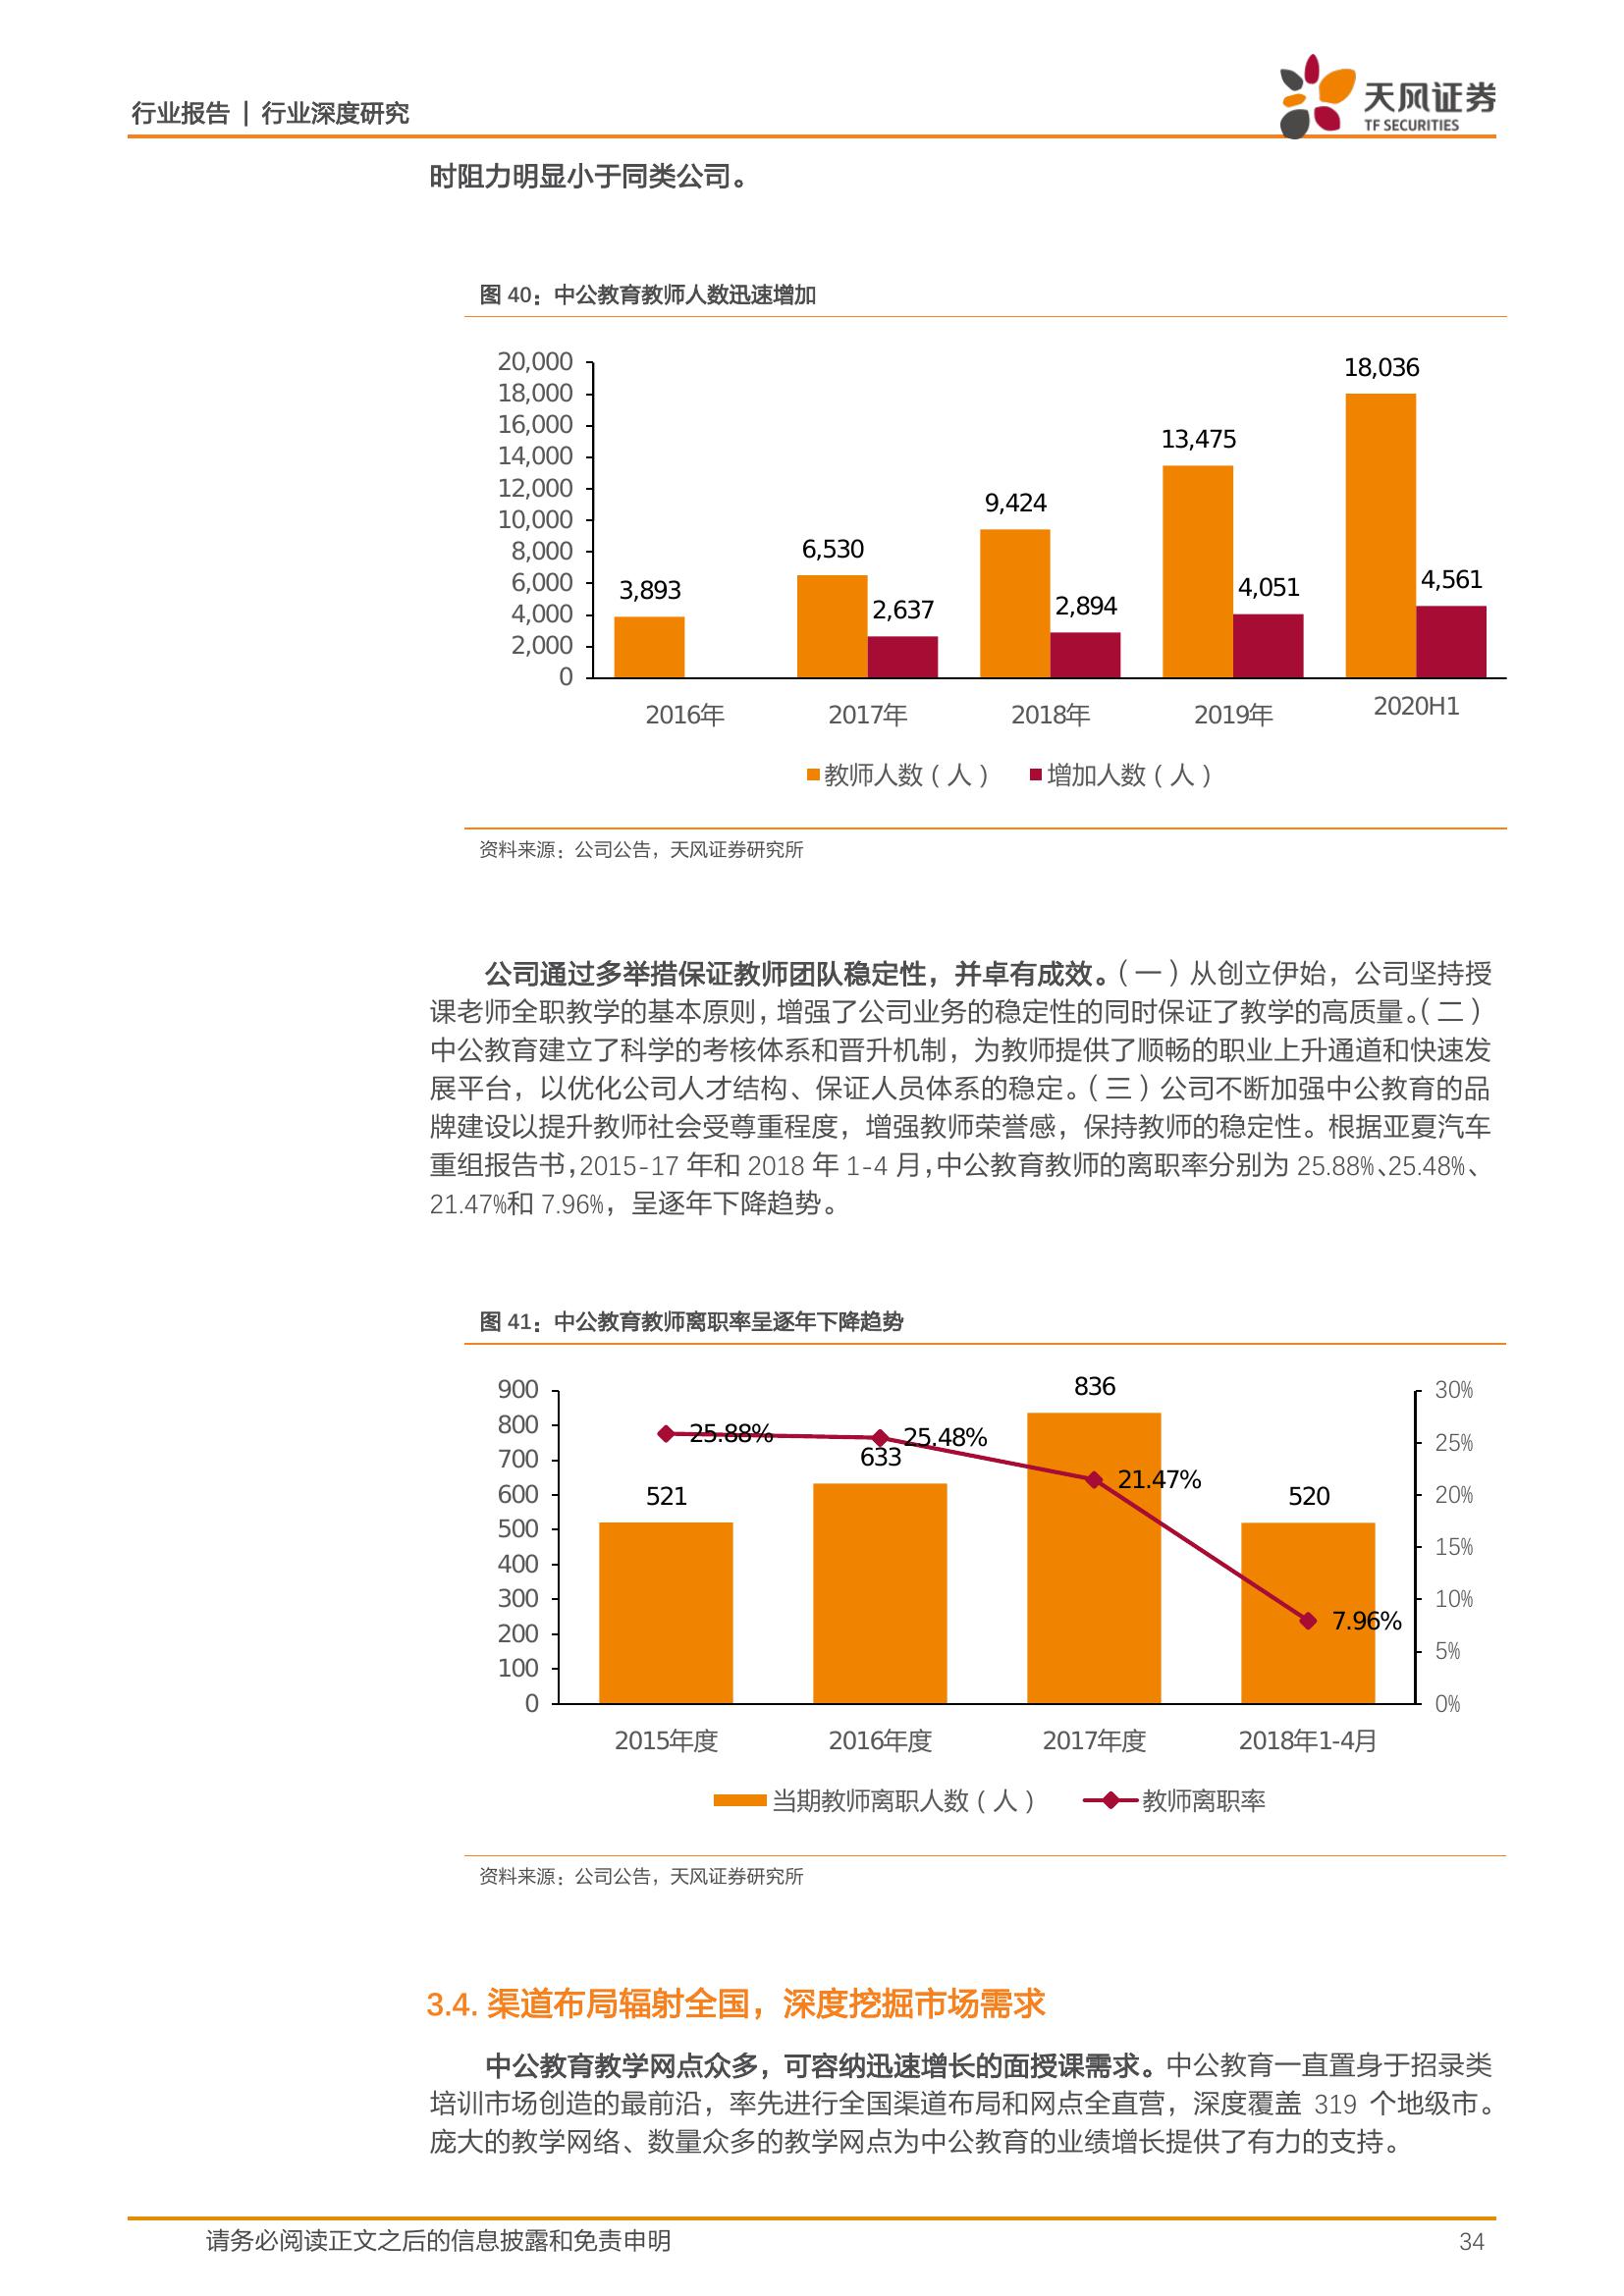 行业报告 | 行业深度研究
天风证券
TF SECURITIES
时阻力明显小于同类公司。
图 40：中公教育教师人数迅速增加
20,000
18,000
16,000
14,000
12,000
10,000
8,000
6,000
4,000
2,000
0
3,893
6,530
2,637
9,424
2,894
13,475
4,051
18,036
4,561
2016年 2017年 2018年 2019年 2020H1
教师人数（人） 增加人数（人）
资料来源：公司公告，天风证券研究所
公司通过多举措保证教师团队稳定性，并卓有成效。（一）从创立伊始，公司坚持授
课老师全职教学的基本原则，增强了公司业务的稳定性的同时保证了教学的高质量。（二）
中公教育建立了科学的考核体系和晋升机制，为教师提供了顺畅的职业上升通道和快速发
展平台，以优化公司人才结构、保证人员体系的稳定。（三）公司不断加强中公教育的品
牌建设以提升教师社会受尊重程度，增强教师荣誉感，保持教师的稳定性。根据亚夏汽车
重组报告书，2015-17 年和 2018 年 1-4 月，中公教育教师的离职率分别为 25.88%、25.48%、
21.47%和 7.96%，呈逐年下降趋势。
图 41：中公教育教师离职率呈逐年下降趋势
900
800
700
600
500
400
300
200
100
0
521
633
836
520
25.88%
25.48%
21.47%
7.96%
30%
25%
20%
15%
10%
5%
0%
2015年度 2016年度 2017年度 2018年1-4月
当期教师离职人数（人） 教师离职率
资料来源：公司公告，天风证券研究所
3.4. 渠道布局辐射全国，深度挖掘市场需求
中公教育教学网点众多，可容纳迅速增长的面授课需求。中公教育一直置身于招录类
培训市场创造的最前沿，率先进行全国渠道布局和网点全直营，深度覆盖 319 个地级市。
庞大的教学网络、数量众多的教学网点为中公教育的业绩增长提供了有力的支持。
请务必阅读正文之后的信息披露和免责申明 34